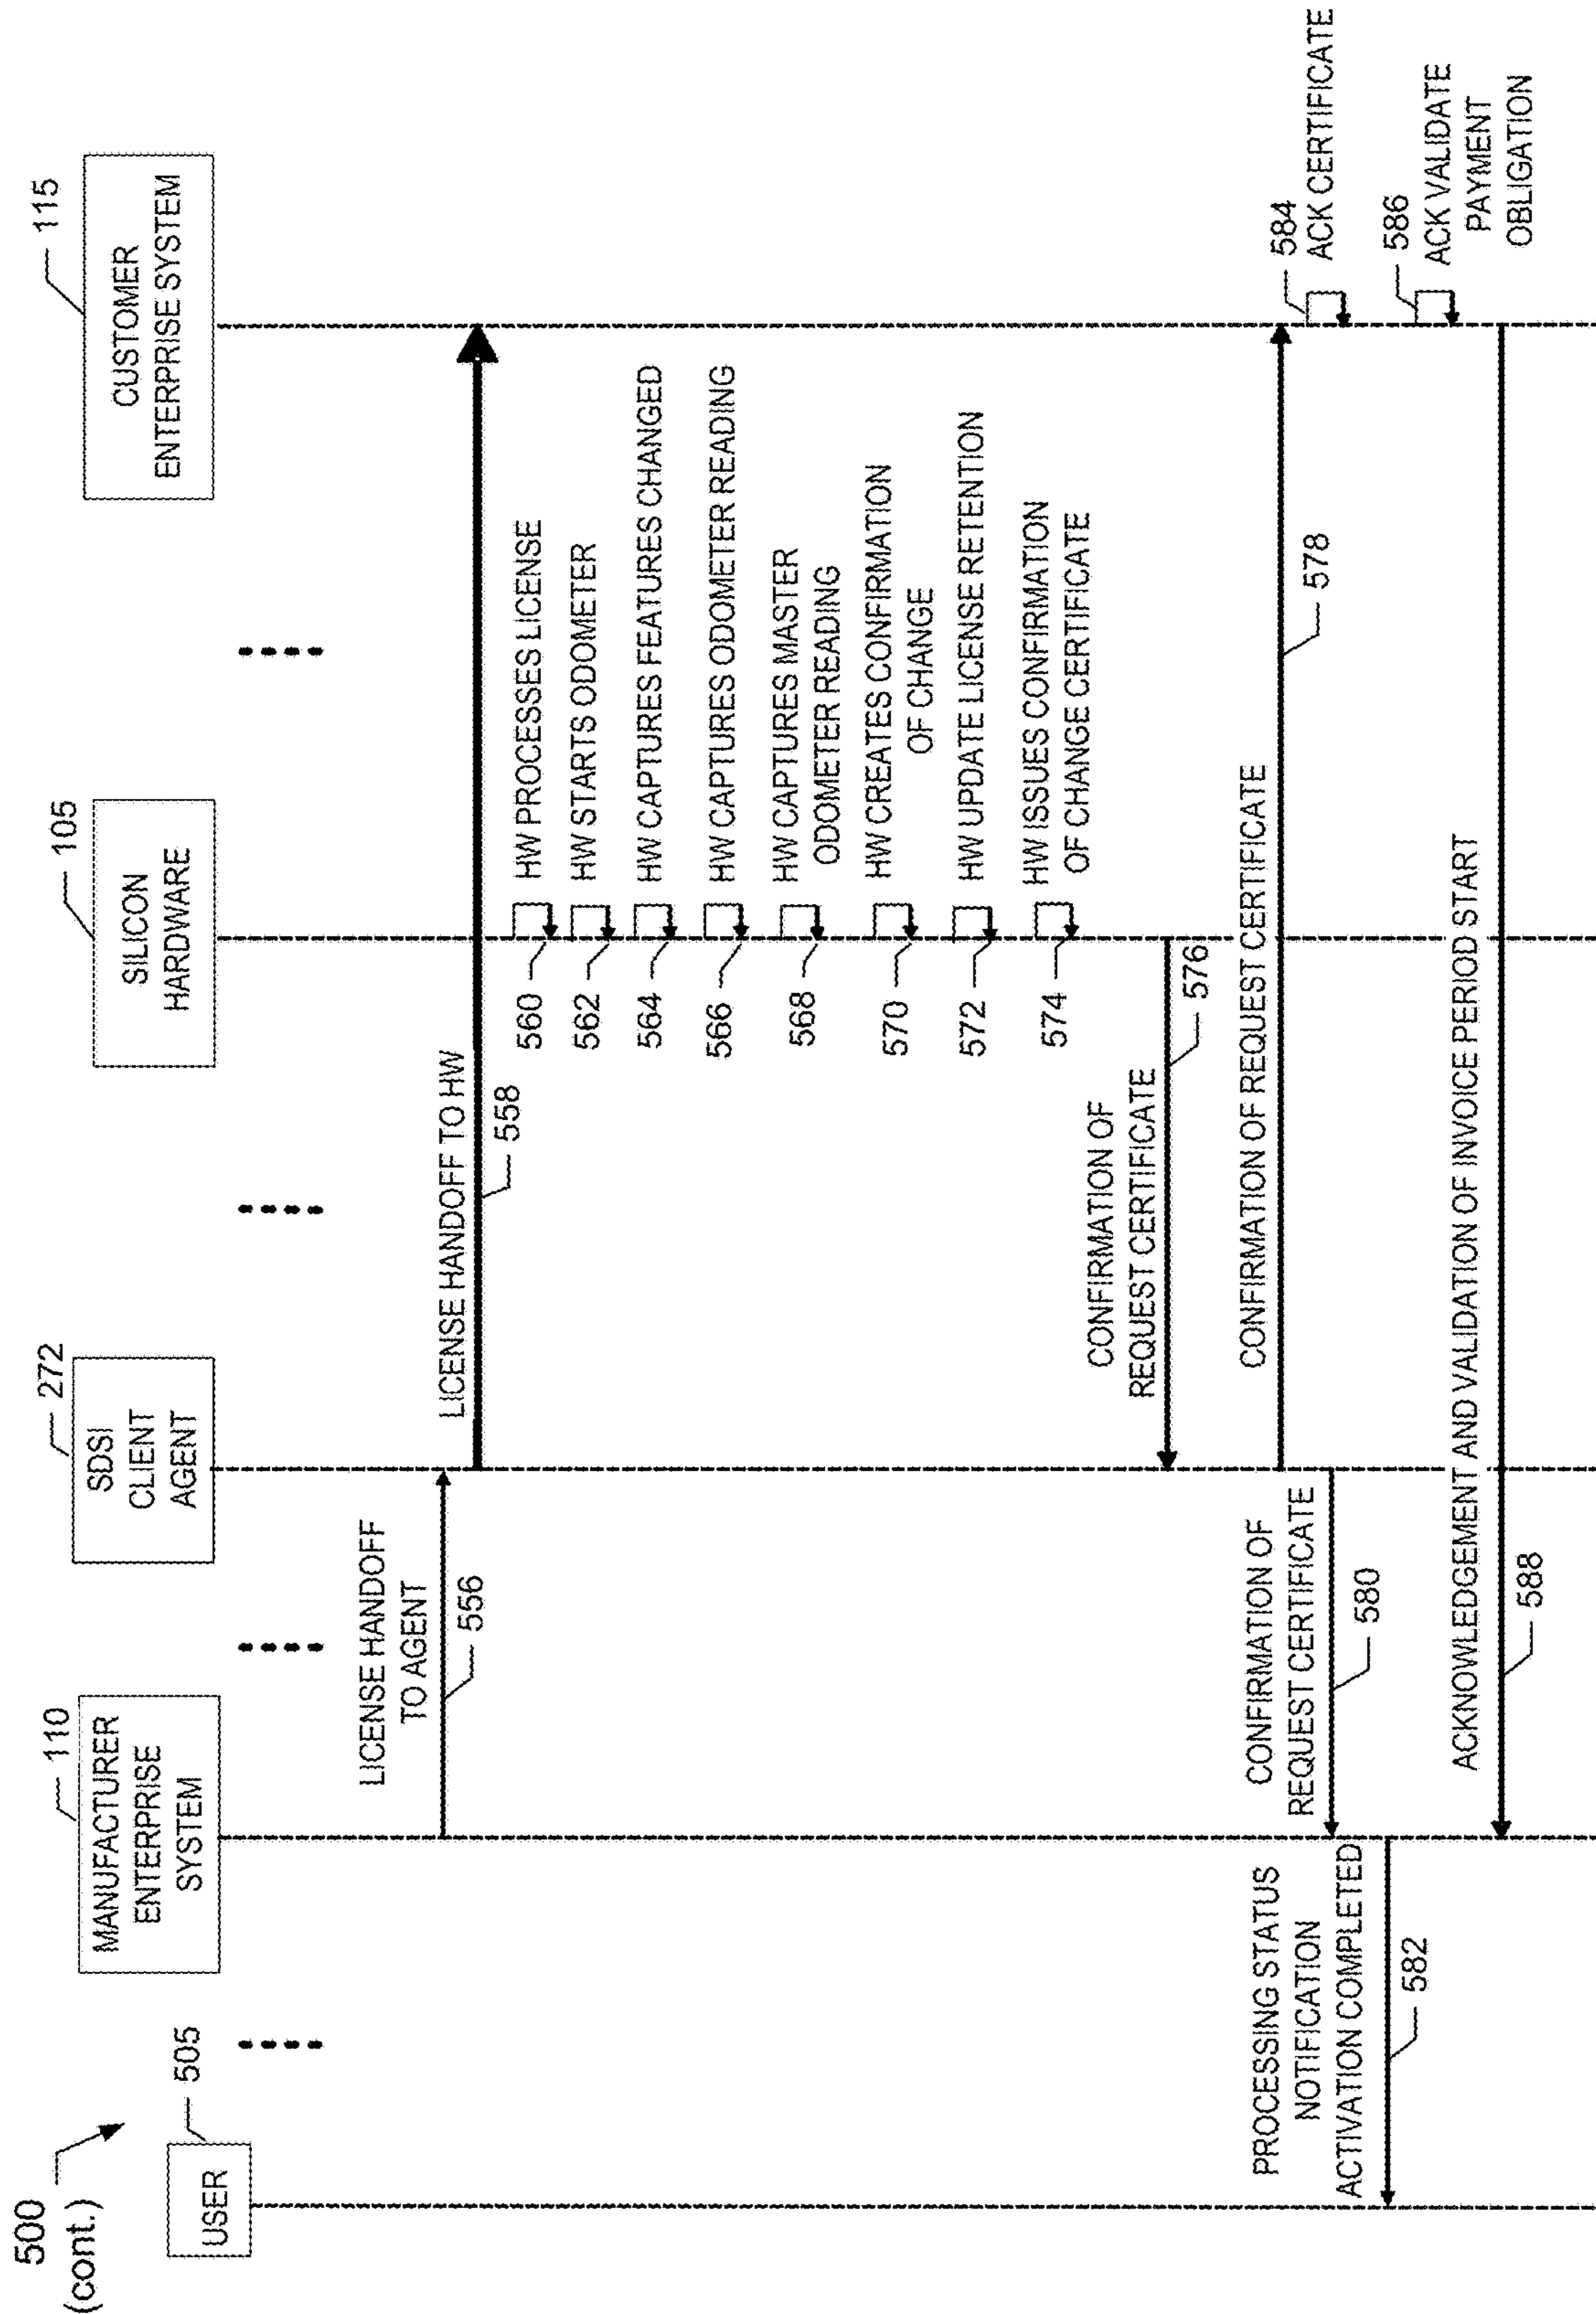 500
(cont.)
505
USER
110
MANUFACTURER
ENTERPRISE
SYSTEM
272
SDSI
CLIENT
AGENT
105
SILICON
HARDWARE
115
CUSTOMER
ENTERPRISE SYSTEM
LICENSE HANDOFF
TO AGENT
556
LICENSE HANDOFF TO HW
558
HW PROCESSES LICENSE
560
HW STARTS ODOMETER
562
HW CAPTURES FEATURES CHANGED
564
HW CAPTURES ODOMETER READING
566
HW CAPTURES MASTER
ODOMETER READING
568
HW CREATES CONFIRMATION
OF CHANGE
570
HW UPDATE LICENSE RETENTION
572
HW ISSUES CONFIRMATION
OF CHANGE CERTIFICATE
574
CONFIRMATION OF
REQUEST CERTIFICATE
576
CONFIRMATION OF REQUEST CERTIFICATE
578
CONFIRMATION OF
REQUEST CERTIFICATE
580
PROCESSING STATUS
NOTIFICATION
ACTIVATION COMPLETED
582
584
ACK CERTIFICATE
586
ACK VALIDATE
PAYMENT
OBLIGATION
ACKNOWLEDGEMENT AND VALIDATION OF INVOICE PERIOD START
588